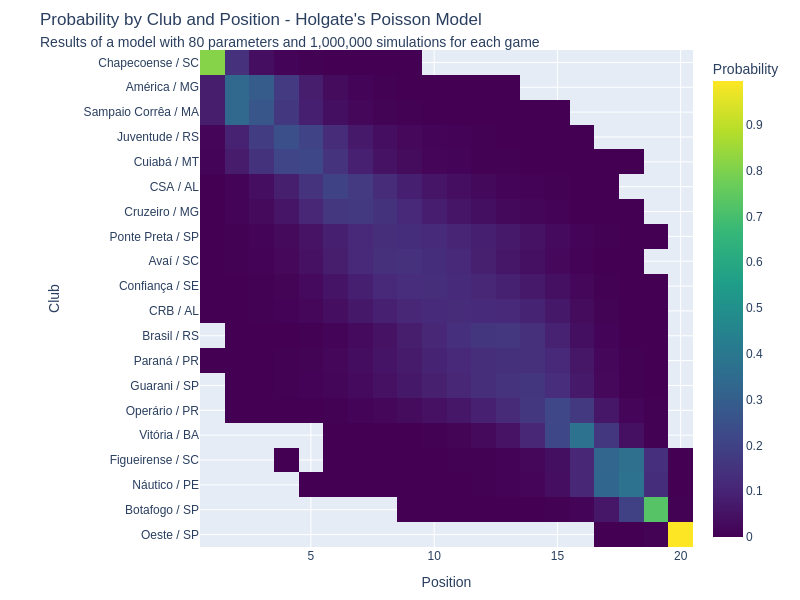 Probability by Club and Position - Holgate's Poisson Model
Results of a model with 80 parameters and 1,000,000 simulations for each game
Probability
Chapecoense / SC
América / MG
Sampaio Corrêa / MA
Juventude / RS
Cuiabá / MT
CSA / AL
Cruzeiro / MG
Ponte Preta / SP
Avaí / SC
Confiança / SE
CRB / AL
Brasil / RS
Paraná / PR
Guarani / SP
Operário / PR
Vitória / BA
Figueirense / SC
Náutico / PE
Botafogo / SP
Oeste / SP
Club
5
10
15
20
Position
0.9
0.8
0.7
0.6
0.5
0.4
0.3
0.2
0.1
0